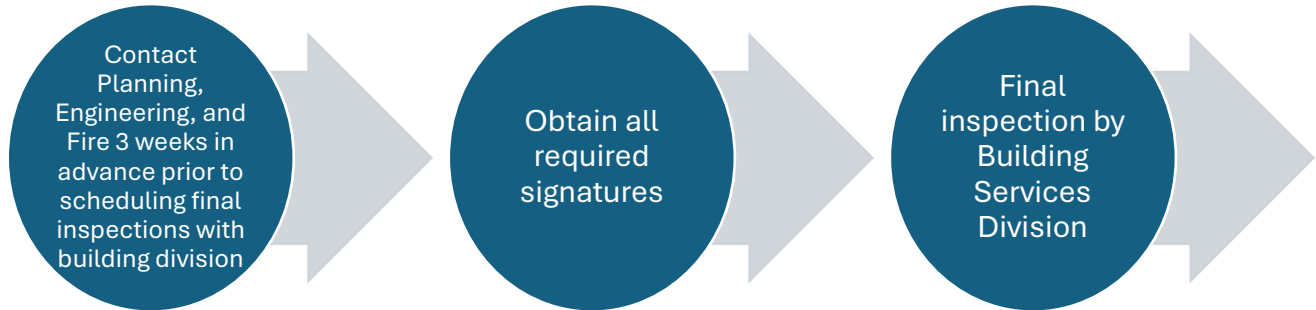 Contact
Planning,
Engineering, and
Fire 3 weeks in
advance prior to
scheduling final
inspections with
building division
Obtain all
required
signatures
Final
inspection by
Building
Services
Division